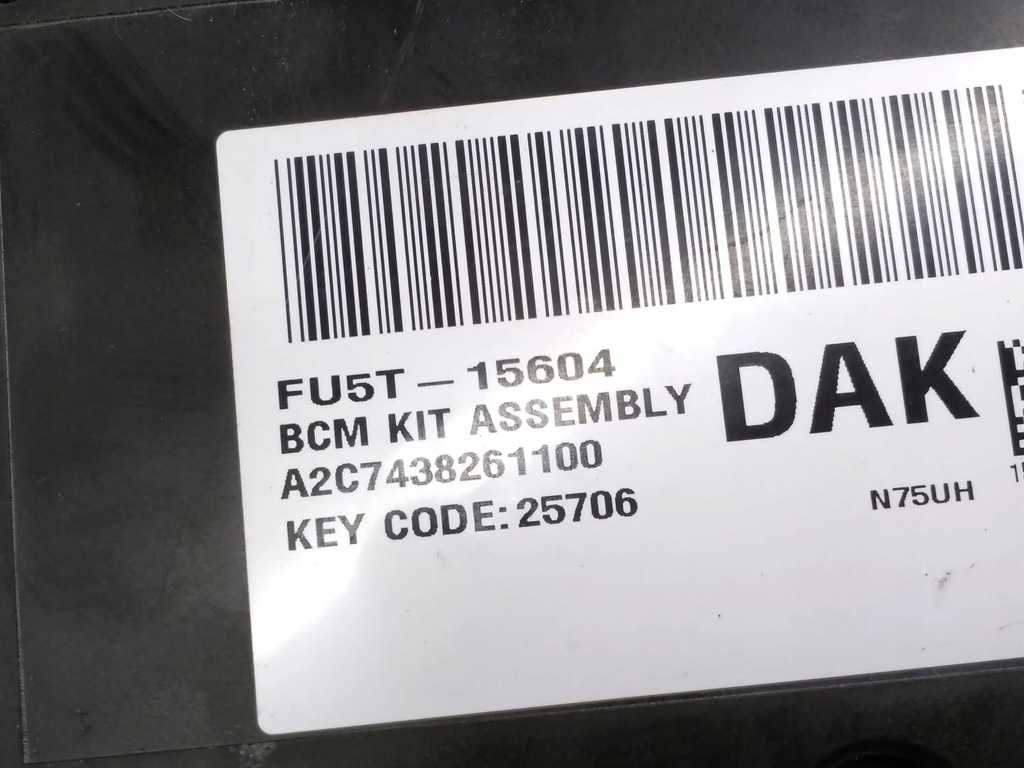 FU5T-15604
BCM KIT ASSEMBLY
A2C7438261100
KEY CODE:25706
DAK
N75UH